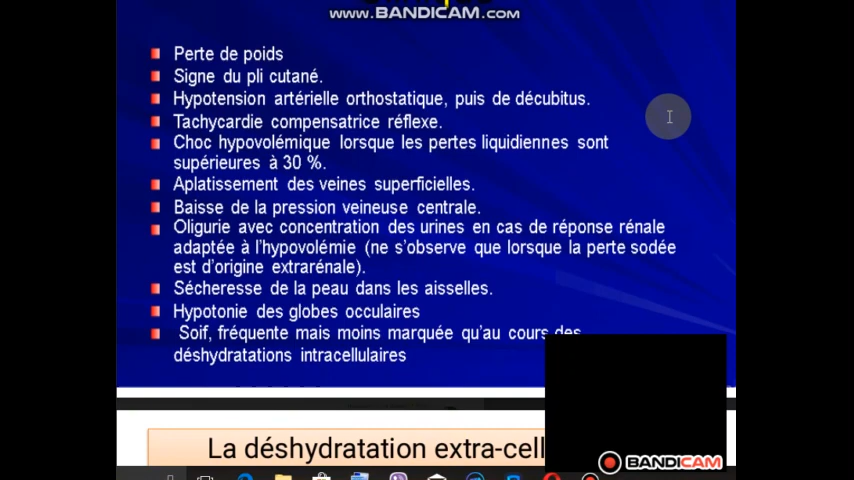 www.BANDICAM.com
Perte de poids
Signe du pli cutané.
Hypotension artérielle orthostatique, puis de décubitus.
Tachycardie compensatrice réflexe.
Choc hypovolémique lorsque les pertes liquidiennes sont
supérieures à 30 %.
Aplatissement des veines superficielles.
Baisse de la pression veineuse centrale.
Oligurie avec concentration des urines en cas de réponse rénale
adaptée à l'hypovolémie (ne s'observe que lorsque la perte sodée
est d'origine extrarénale).
Sécheresse de la peau dans les aisselles.
Hypotonie des globes occulaires
Soif, fréquente mais moins marquée qu'au cours des
déshydratations intracellulaires
La déshydratation extra-cell
BANDICAM